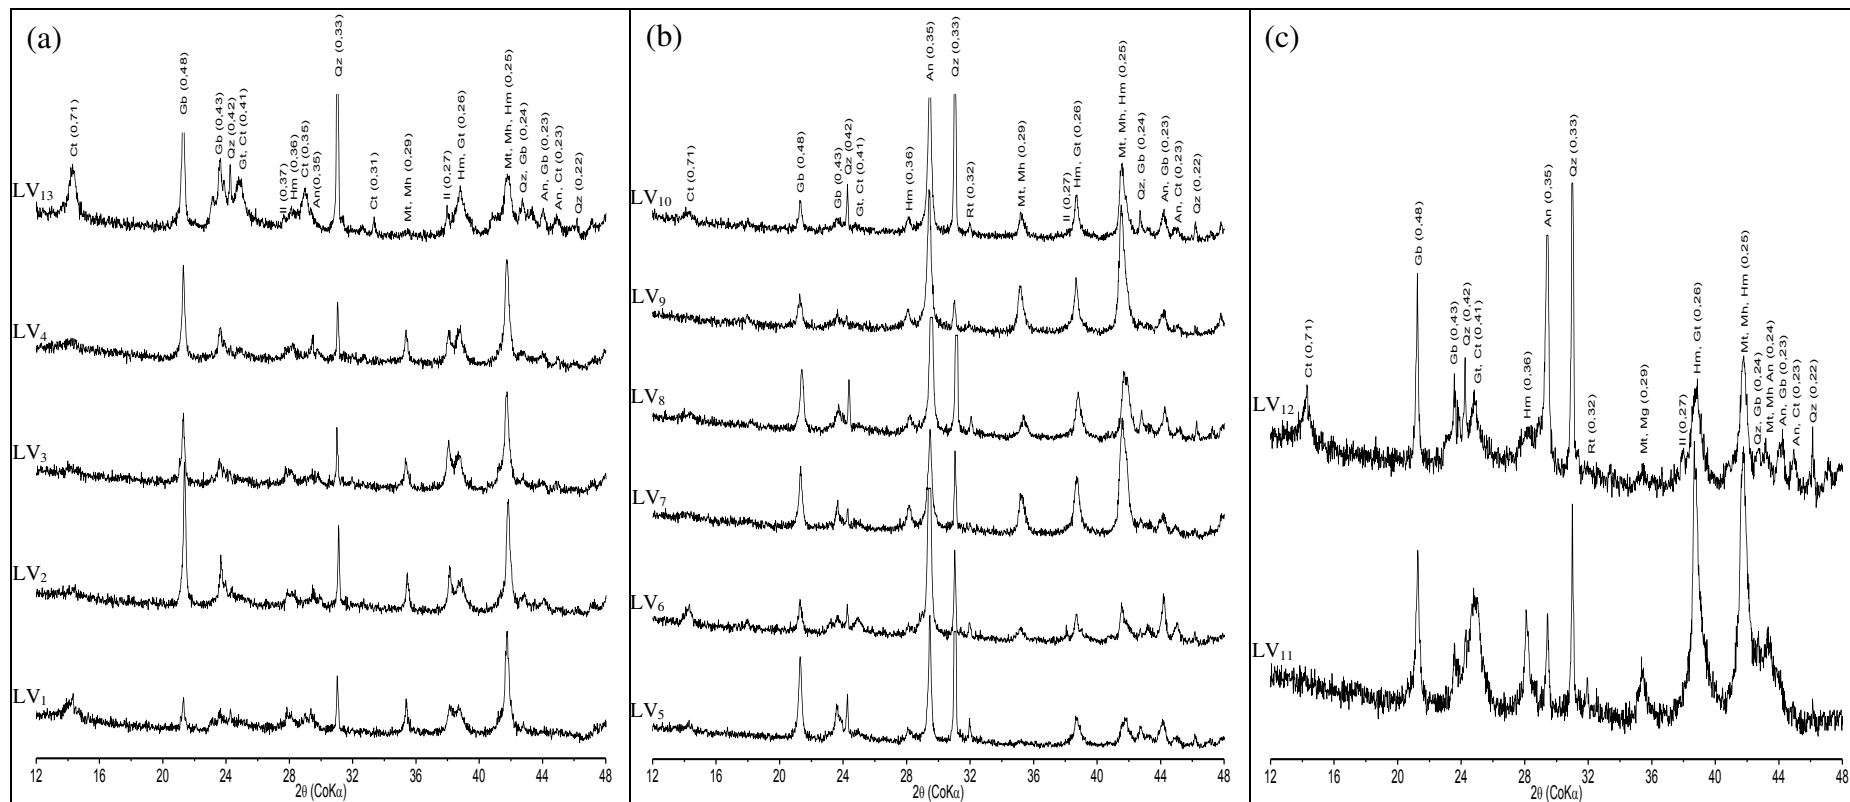 (a)
Ct (0,71)
Gb (0,48)
Gb (0,43)
Qz (0,42)
Gt, Ct (0,41)
Il (0,37)
Hm (0,36)
Ct (0,35)
An(0,35)
Qz (0,33)
Ct (0,31)
Mt, Mh (0,29)
Il (0,27)
Hm, Gt (0,26)
Mt, Mh, Hm (0,25)
Qz, Gb (0,24)
An, Gb (0,23)
An, Ct (0,23)
Qz (0,22)
LV13
LV4
LV3
LV2
LV1
12 16 20 24 28 32 36 40 44 48
2θ (CoKα)
(b)
Ct (0,71)
Gb (0,48)
Gb (0,43)
Qz (0,42)
Gt, Ct (0,41)
Hm (0,36)
An (0,35)
Qz (0,33)
Rt (0,32)
Mt, Mh (0,29)
Il (0,27)
Hm, Gt (0,26)
Mt, Mh, Hm (0,25)
Qz, Gb (0,24)
An, Gb (0,23)
An, Ct (0,23)
Qz (0,22)
LV10
LV9
LV8
LV7
LV6
LV5
12 16 20 24 28 32 36 40 44 48
2θ (CoKα)
(c)
Ct (0,71)
Gb (0,48)
Gb (0,43)
Qz (0,42)
Gt, Ct (0,41)
Hm (0,36)
An (0,35)
Qz (0,33)
Rt (0,32)
Mt, Mg (0,29)
Il (0,27)
Hm, Gt (0,26)
Mt, Mh, Hm (0,25)
Qz, Gb (0,24)
Mt, Mh An (0,24)
An, Gb (0,23)
An, Ct (0,23)
Qz (0,22)
LV12
LV11
12 16 20 24 28 32 36 40 44 48
2θ (CoKα)